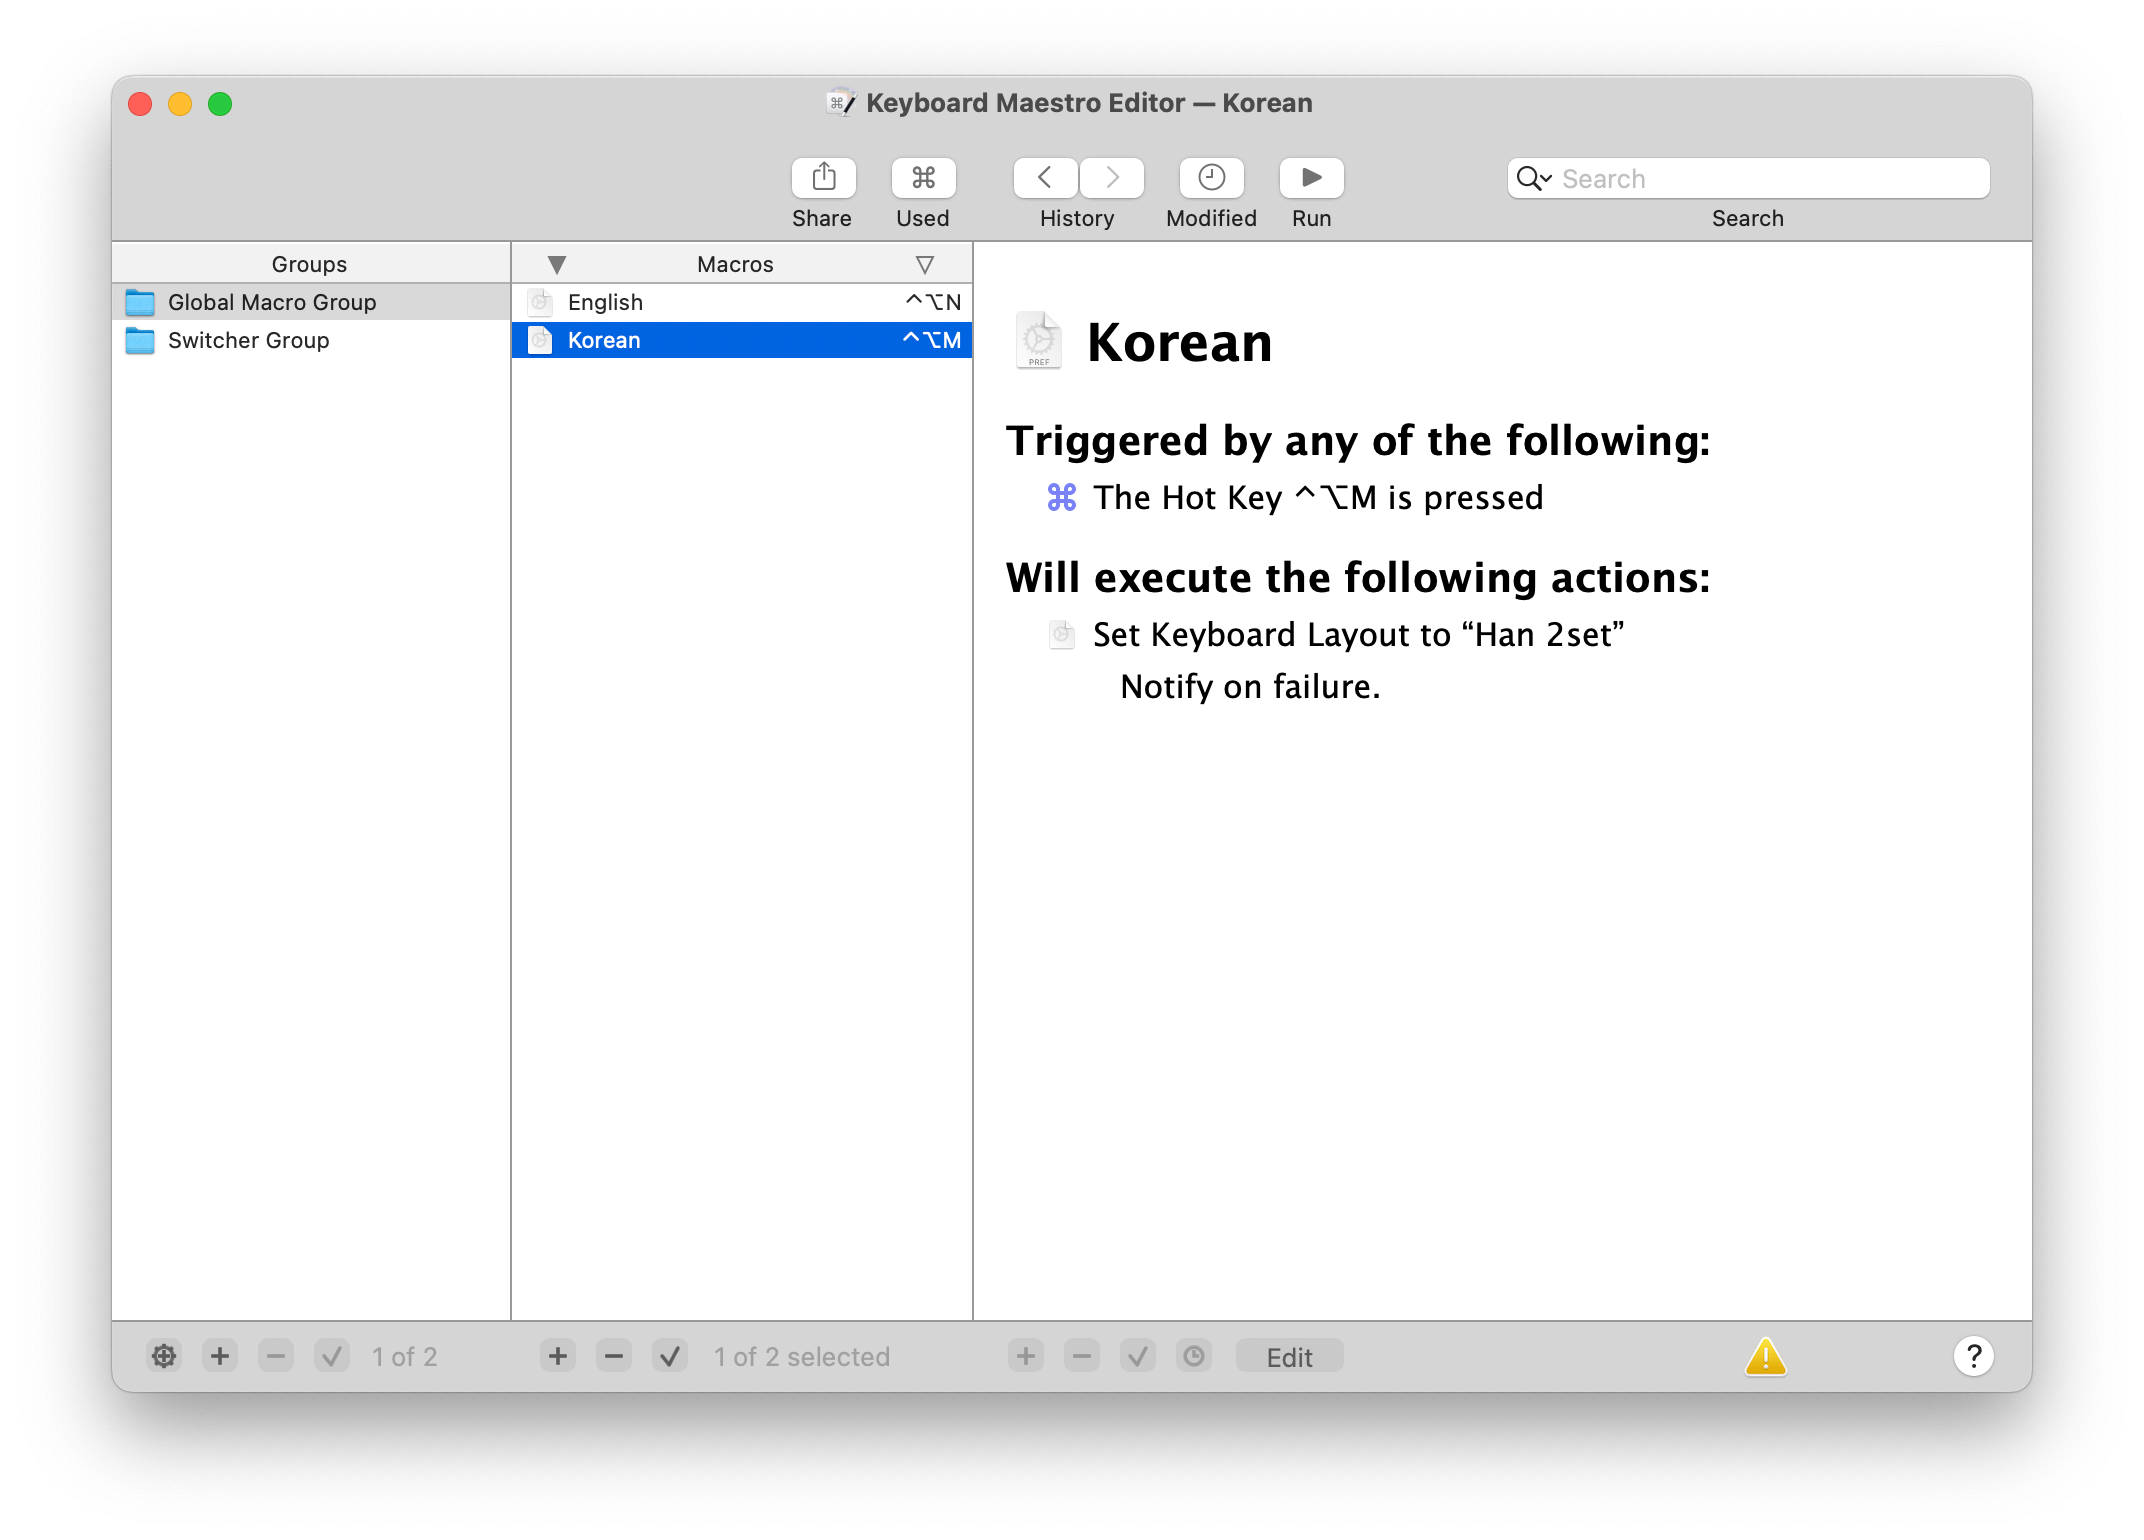 Keyboard Maestro Editor — Korean
Share
Used
History
Modified
Run
Search
Search
Groups
Macros
Global Macro Group
Switcher Group
English ^⌥N
Korean ^⌥M
PREF
Korean
Triggered by any of the following:
⌘ The Hot Key ^⌥M is pressed
Will execute the following actions:
Set Keyboard Layout to “Han 2set”
Notify on failure.
1 of 2
1 of 2 selected
Edit
?